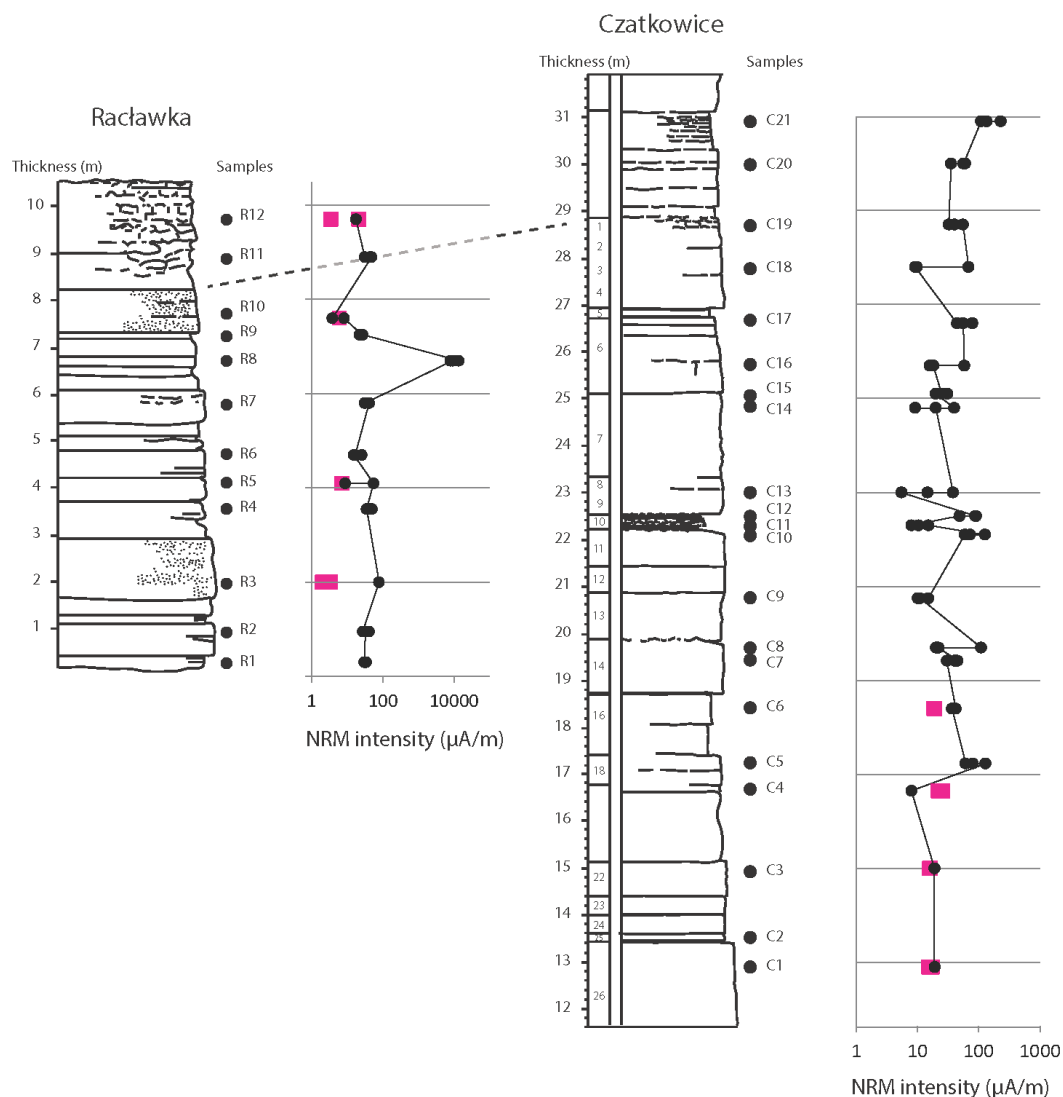 Czatkowice
Thickness (m)
Samples
Racławka
Thickness (m)
Samples
10
9
8
7
6
5
4
3
2
1
R12
R11
R10
R9
R8
R7
R6
R5
R4
R3
R2
R1
1
100
10000
NRM intensity (µA/m)
31
30
29
28
27
26
25
24
23
22
21
20
19
18
17
16
15
14
13
12
1
2
3
4
5
6
7
8
9
10
11
12
13
14
16
18
22
23
24
25
26
C21
C20
C19
C18
C17
C16
C15
C14
C13
C12
C11
C10
C9
C8
C7
C6
C5
C4
C3
C2
C1
1
10
100
1000
NRM intensity (µA/m)